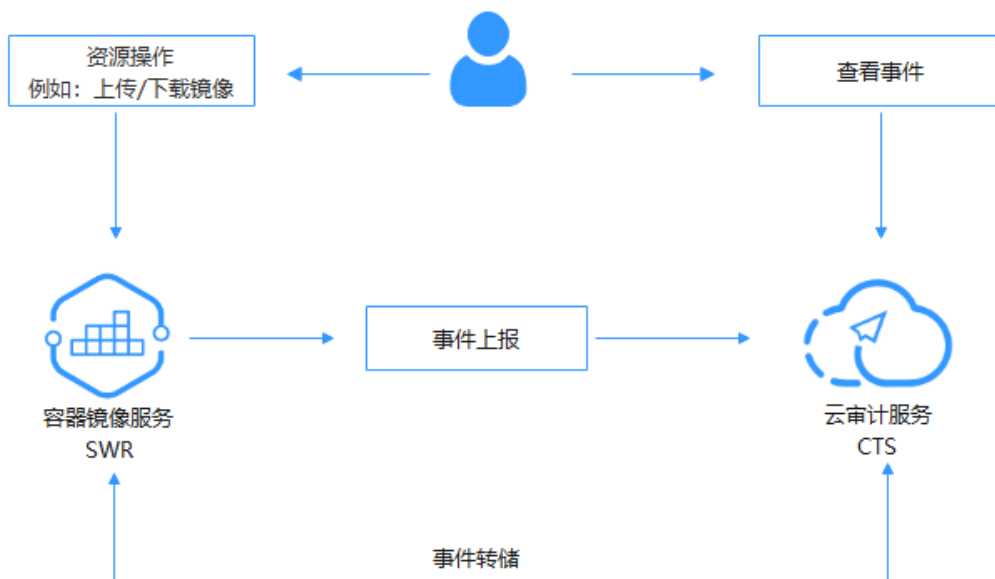 资源操作
例如：上传/下载镜像
查看事件
事件上报
容器镜像服务
SWR
云审计服务
CTS
事件转储